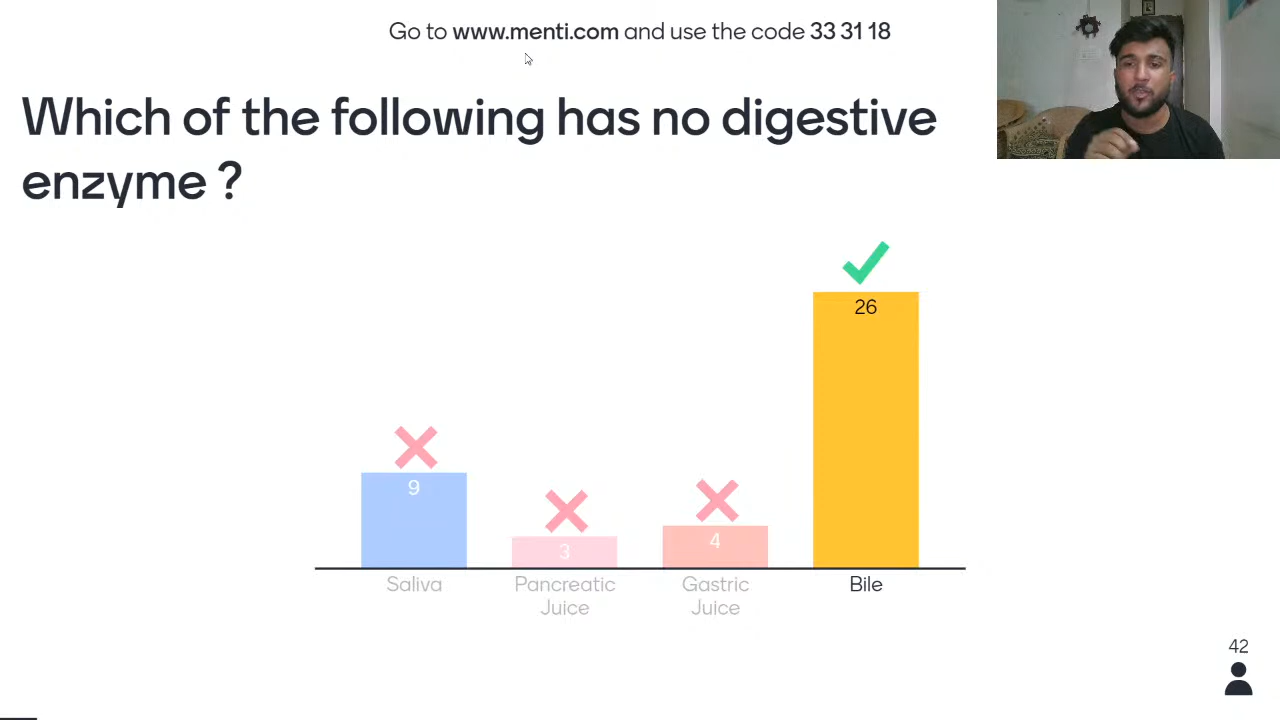 Go to www.menti.com and use the code 33 31 18
Which of the following has no digestive
enzyme ?
26
9
3
4
Saliva
Pancreatic
Juice
Gastric
Juice
Bile
42